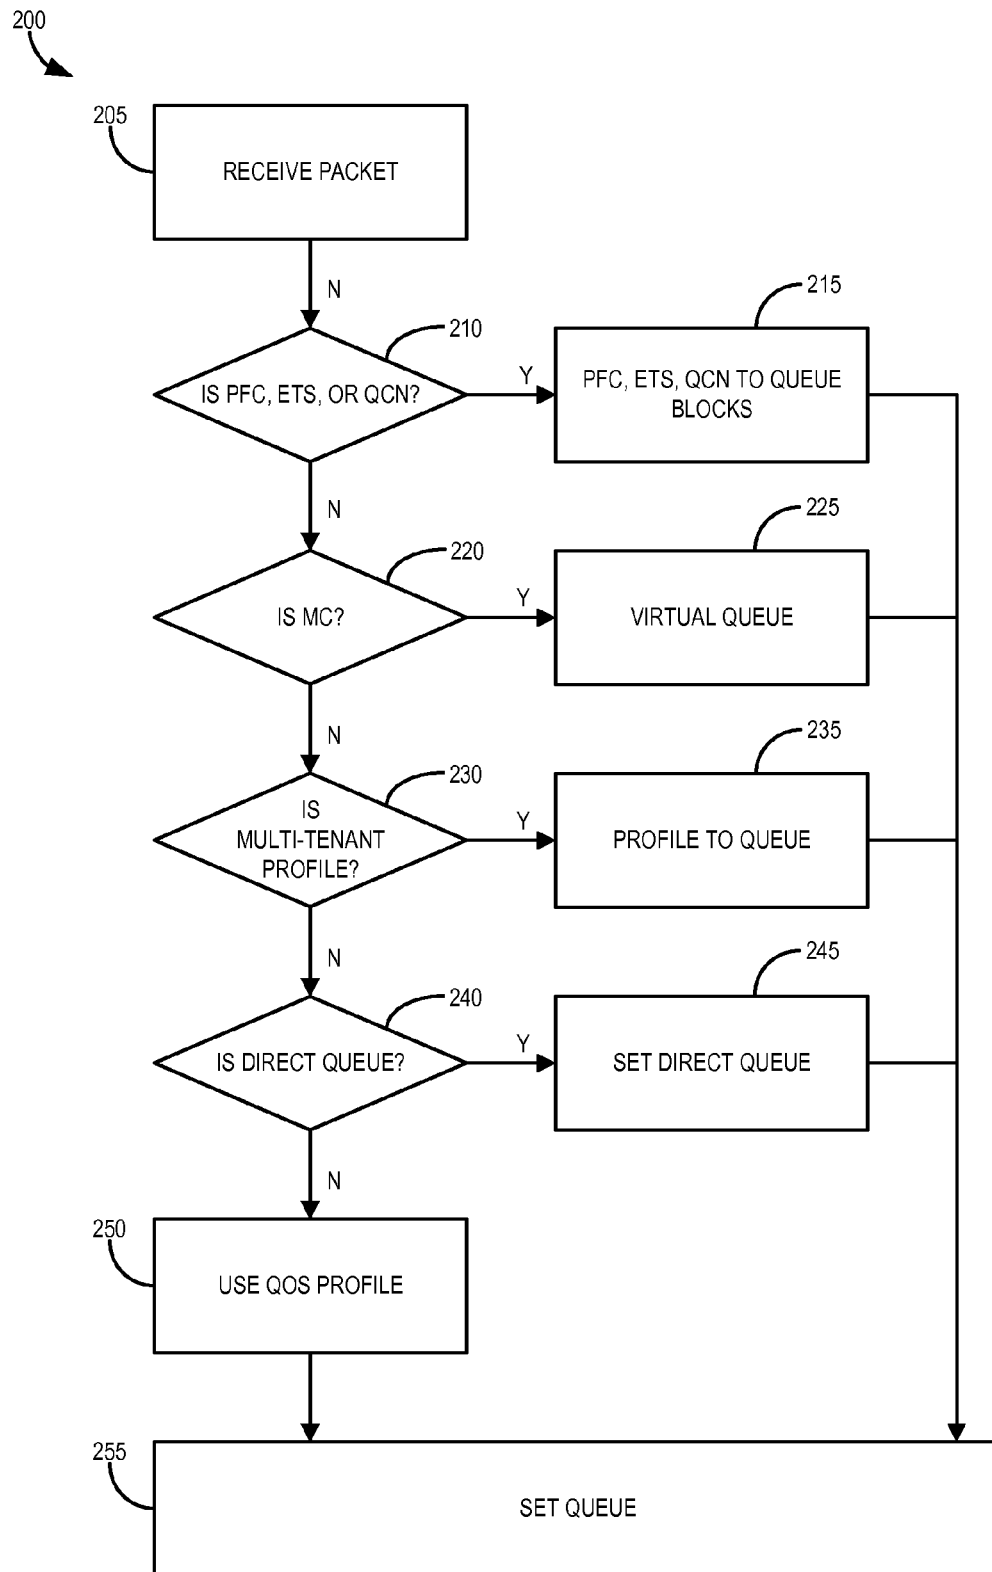 200
205
RECEIVE PACKET
N
210
IS PFC, ETS, OR QCN?
Y
215
PFC, ETS, QCN TO QUEUE
BLOCKS
N
220
IS MC?
Y
225
VIRTUAL QUEUE
N
230
IS
MULTI-TENANT
PROFILE?
Y
235
PROFILE TO QUEUE
N
240
IS DIRECT QUEUE?
Y
245
SET DIRECT QUEUE
N
250
USE QOS PROFILE
255
SET QUEUE